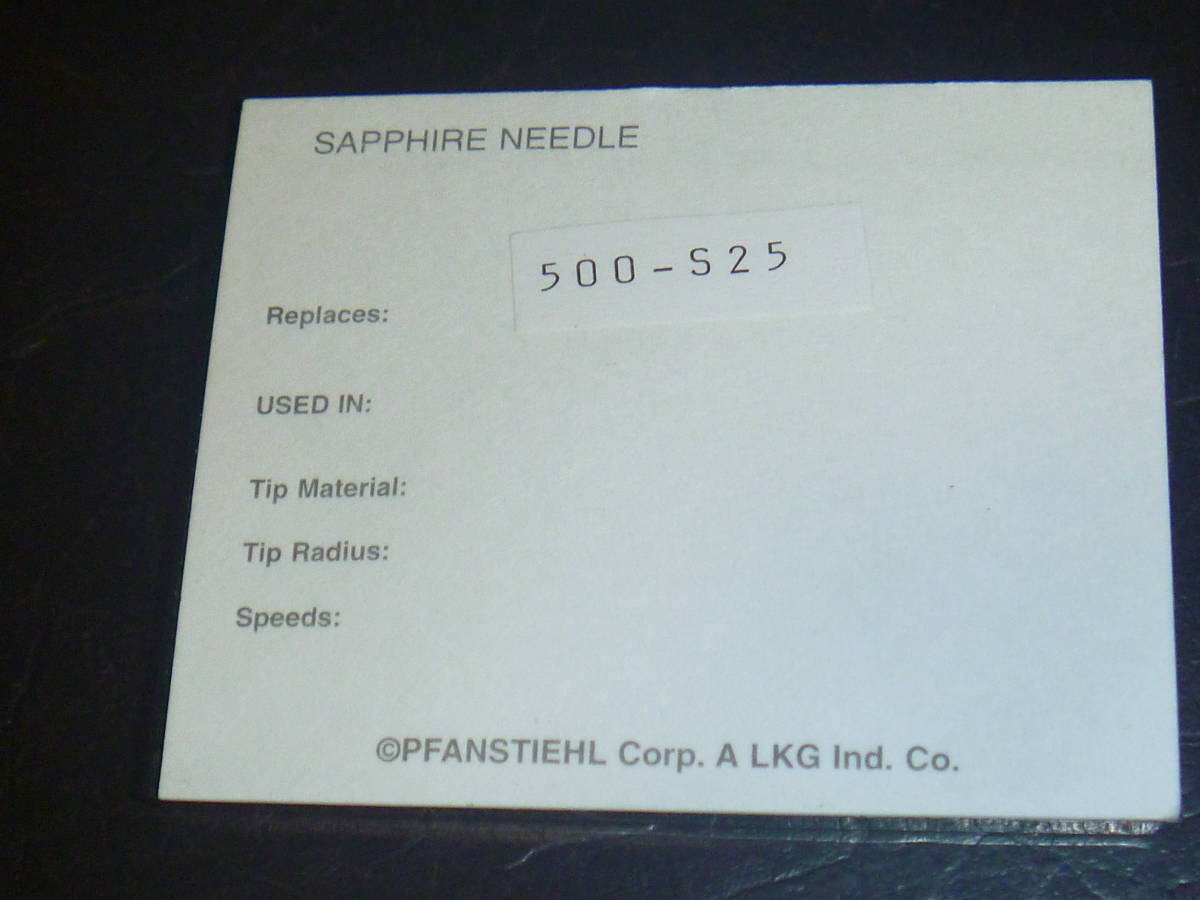 SAPPHIRE NEEDLE
500-S25
Replaces:
USED IN:
Tip Material:
Tip Radius:
Speeds:
©PFANSTIEHL Corp. A LKG Ind. Co.